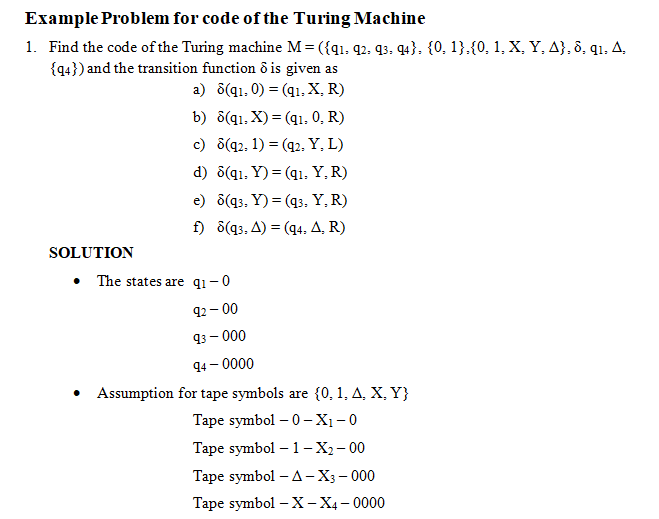 Example Problem for code of the Turing Machine
1. Find the code of the Turing machine M = ({q1, q2, q3, q4}, {0, 1},{0, 1, X, Y, Δ}, δ, q1, Δ,
{q4}) and the transition function δ is given as
a) δ(q1, 0) = (q1, X, R)
b) δ(q1, X) = (q1, 0, R)
c) δ(q2, 1) = (q2, Y, L)
d) δ(q1, Y) = (q1, Y, R)
e) δ(q3, Y) = (q3, Y, R)
f) δ(q3, Δ) = (q4, Δ, R)
SOLUTION
• The states are q1 – 0
q2 – 00
q3 – 000
q4 – 0000
• Assumption for tape symbols are {0, 1, Δ, X, Y}
Tape symbol – 0 – X1 – 0
Tape symbol – 1 – X2 – 00
Tape symbol – Δ – X3 – 000
Tape symbol – X – X4 – 0000